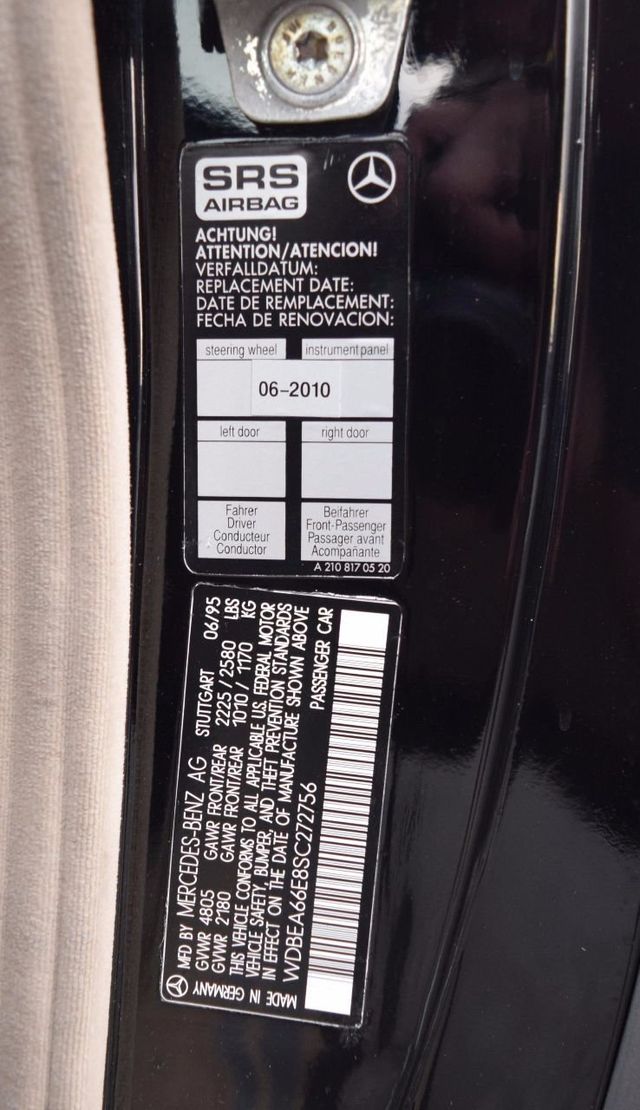 SRS
AIRBAG
ACHTUNG!
ATTENTION/ATENCION!
VERFALLDATUM:
REPLACEMENT DATE:
DATE DE REMPLACEMENT:
FECHA DE RENOVACION:
steering wheel instrument panel
06-2010
left door right door
Fahrer Beifahrer
Driver Front-Passenger
Conducteur Passager avant
Conductor Acompañante
A 210 817 05 20
MFD BY MERCEDES-BENZ AG STUTTGART 06/95
GVWR 4805 GAWR FRONT/REAR 2225/2580 LBS
GVWR 2180 GAWR FRONT/REAR 1010/1170 KG
THIS VEHICLE CONFORMS TO ALL APPLICABLE U.S. FEDERAL MOTOR
VEHICLE SAFETY, BUMPER, AND THEFT PREVENTION STANDARDS
IN EFFECT ON THE DATE OF MANUFACTURE SHOWN ABOVE
WDBEA66E8SC272756 PASSENGER CAR
MADE IN GERMANY